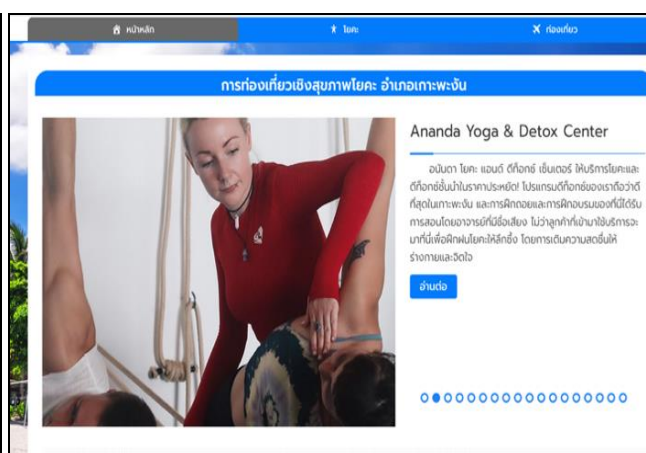 หน้าหลัก
โยคะ
ท่องเที่ยว
การท่องเที่ยวเชิงสุขภาพโยคะ อำเภอเกาะพะงัน
Ananda Yoga & Detox Center
อนันดา โยคะ แอนด์ ดีท็อกซ์ เซ็นเตอร์ ให้บริการโยคะและ
ดีท็อกซ์ชั้นนำในราคาประหยัด! โปรแกรมดีท็อกซ์ของเราถือว่าดี
ที่สุดในเกาะพะงัน และการฝึกถอยและการฝึกอบรมของที่นี่ได้รับ
การสอนโดยอาจารย์ที่มีชื่อเสียง ไม่ว่าลูกค้าที่เข้ามาใช้บริการจะ
มาที่นี่เพื่อฝึกฝนโยคะให้ลึกซึ้ง โดยการเติมความสดชื่นให้
ร่างกายและจิตใจ
อ่านต่อ